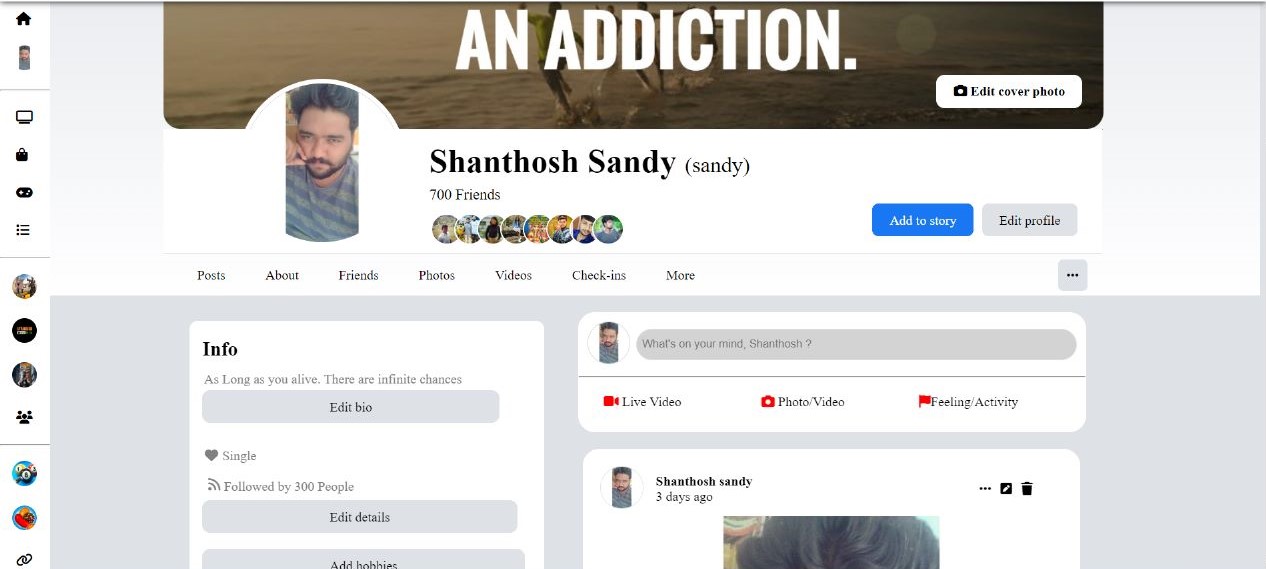 AN ADDICTION.
Edit cover photo
Shanthosh Sandy (sandy)
700 Friends
Add to story
Edit profile
Posts
About
Friends
Photos
Videos
Check-ins
More
Info
As Long as you alive. There are infinite chances
Edit bio
Single
Followed by 300 People
Edit details
Add hobbies
What's on your mind, Shanthosh ?
Live Video
Photo/Video
Feeling/Activity
Shanthosh sandy
3 days ago